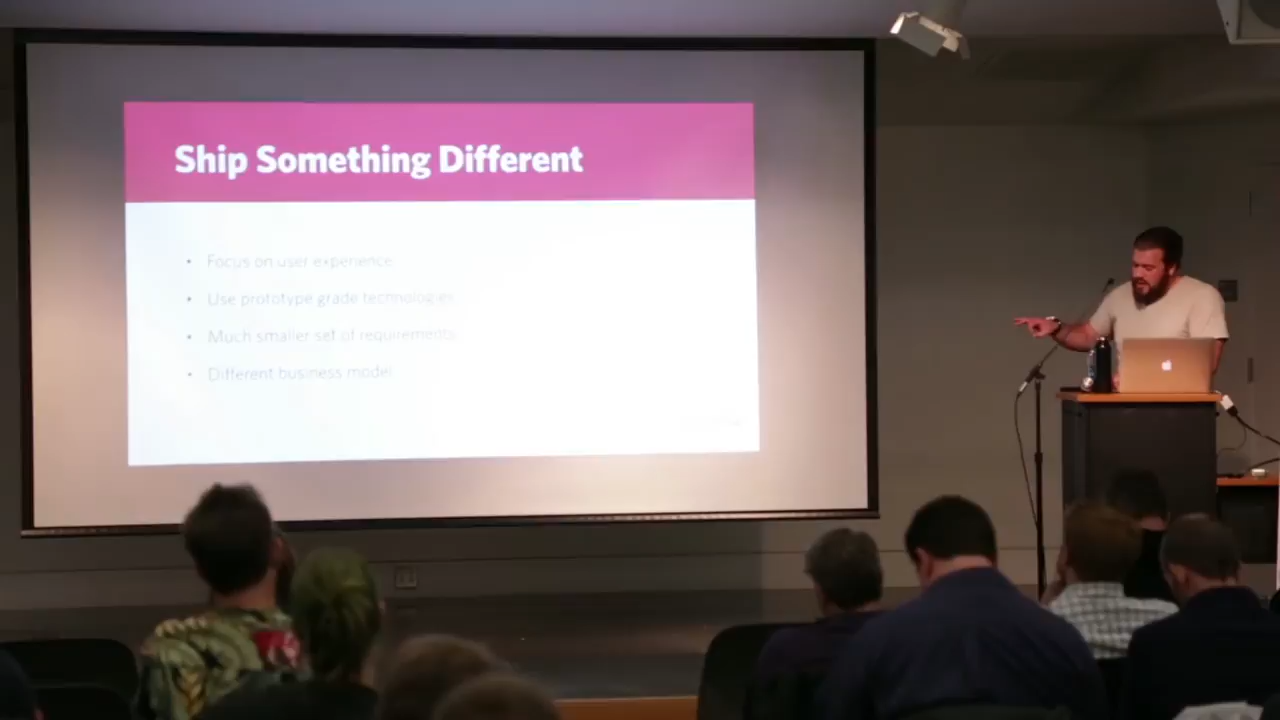 Ship Something Different
• Focus on user experience
• Use prototype grade technologies
• Much smaller set of requirements
• Different business model